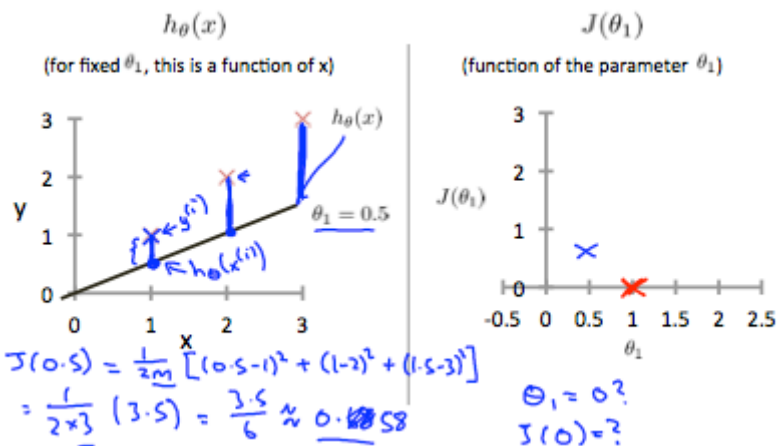 h_θ(x)
(for fixed θ₁, this is a function of x)
3
2
1
0
y
0 1 2 3
x
h_θ(x)
θ₁ = 0.5
y⁽ⁱ⁾
h_θ(x⁽ⁱ⁾)
J(0.5) = 1/2m [(0.5-1)² + (1-2)² + (1.5-3)²]
= 1/2×3 (3.5) = 3.5/6 ≈ 0.58
J(θ₁)
(function of the parameter θ₁)
3
2
1
0
J(θ₁)
-0.5 0 0.5 1 1.5 2 2.5
θ₁
θ₁ = 0?
J(0) = ?